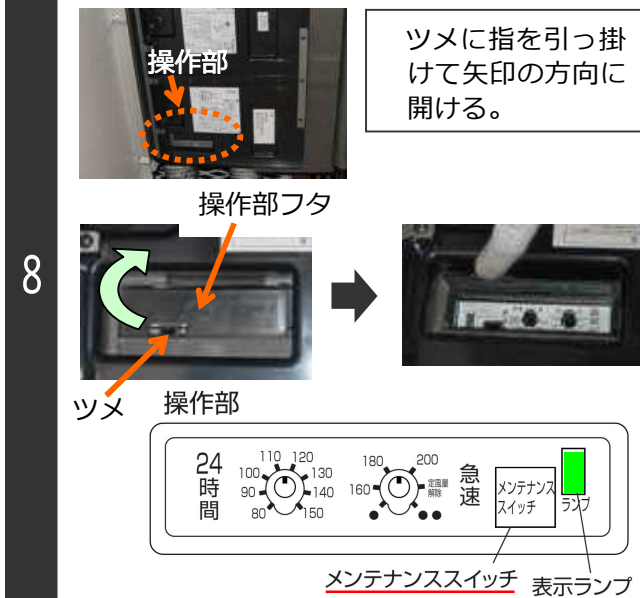 8
操作部
ツメに指を引っ掛
けて矢印の方向に
開ける。
操作部フタ
ツメ
操作部
24
時
間
80
90
100
110
120
130
140
150
160
180
200
定風量
解除
急
速
メンテナンス
スイッチ
ランプ
メンテナンススイッチ
表示ランプ